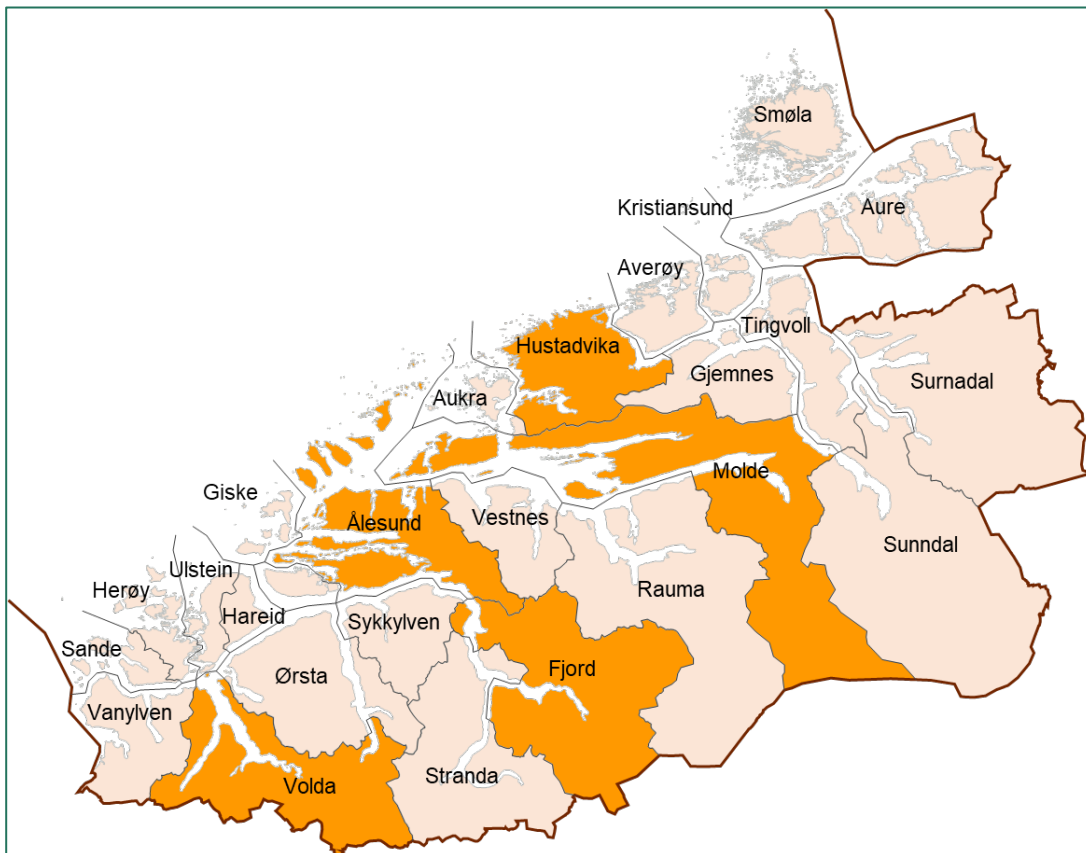 Smøla
Kristiansund
Aure
Averøy
Tingvoll
Hustadvika
Gjemnes
Surnadal
Aukra
Molde
Giske
Ålesund
Vestnes
Sunndal
Ulstein
Herøy
Rauma
Hareid
Sykkylven
Sande
Fjord
Ørsta
Vanylven
Stranda
Volda